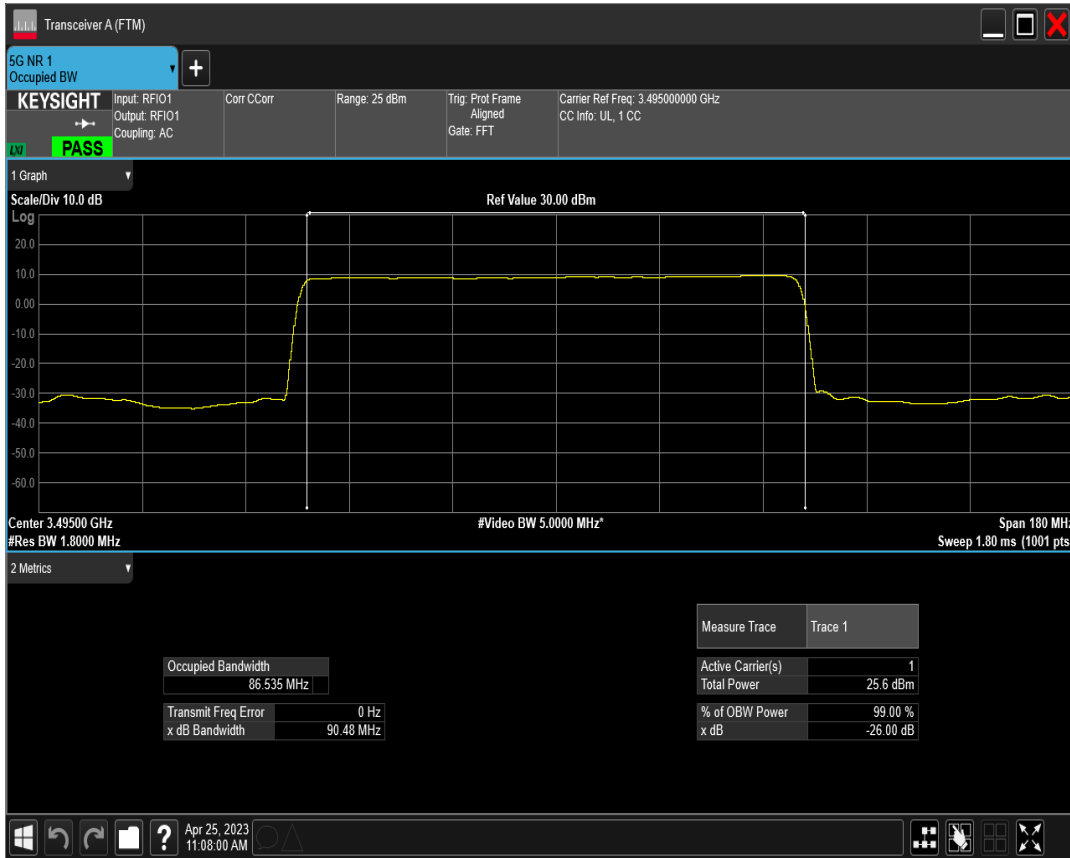 Transceiver A (FTM)
5G NR 1
Occupied BW
+
KEYSIGHT
LXI
PASS
Input: RFIO1
Output: RFIO1
Coupling: AC
Corr CCorr
Range: 25 dBm
Trig: Prot Frame
Aligned
Gate: FFT
Carrier Ref Freq: 3.495000000 GHz
CC Info: UL, 1 CC
1 Graph
Scale/Div 10.0 dB
Ref Value 30.00 dBm
Log
20.0
10.0
0.00
-10.0
-20.0
-30.0
-40.0
-50.0
-60.0
Center 3.49500 GHz
#Video BW 5.0000 MHz*
Span 180 MHz
#Res BW 1.8000 MHz
Sweep 1.80 ms (1001 pts
2 Metrics
Measure Trace Trace 1
Occupied Bandwidth
86.535 MHz
Active Carrier(s) 1
Total Power 25.6 dBm
Transmit Freq Error 0 Hz
x dB Bandwidth 90.48 MHz
% of OBW Power 99.00 %
x dB -26.00 dB
?
Apr 25, 2023
11:08:00 AM